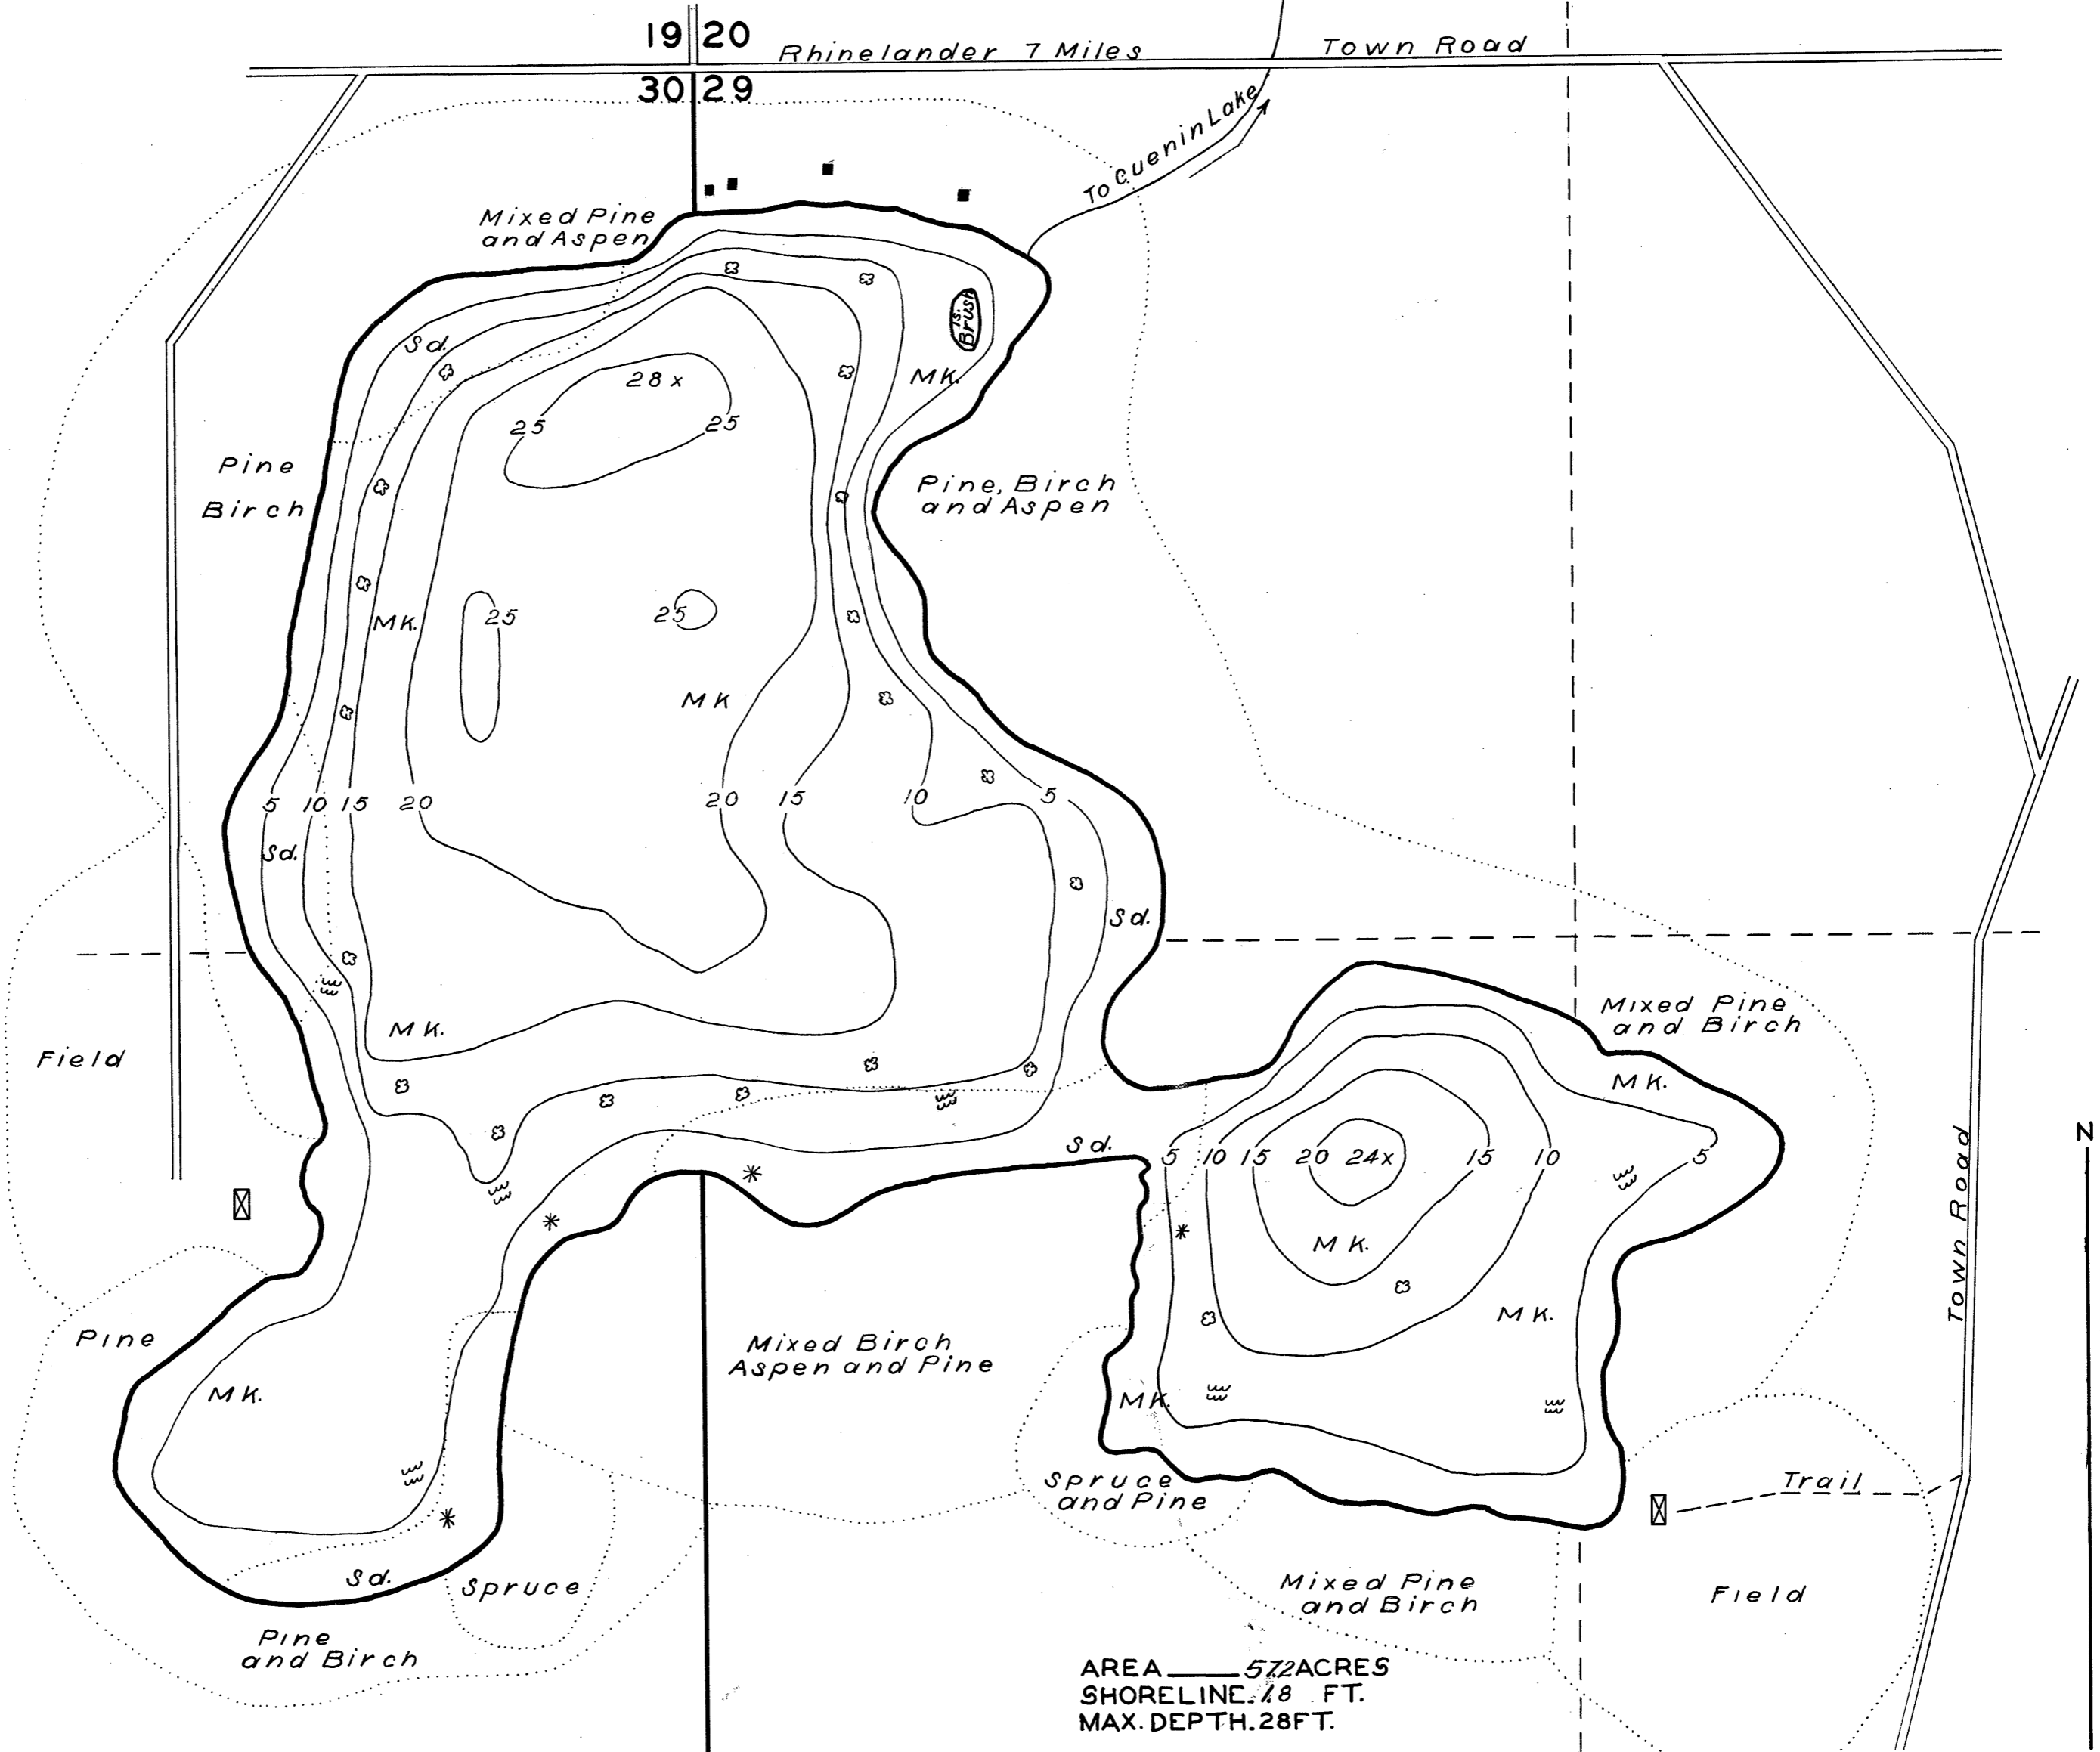 19 20
Rhinelander 7 Miles
Town Road
30 29
To Cuenin Lake
Mixed Pine
and Aspen
Is.
Brush
Sd.
28x
MK.
25
25
Pine
Birch
Pine, Birch
and Aspen
25
25
MK.
MK
5 10 15 20 20 15 10 5
Sd.
Sd.
Mixed Pine
and Birch
MK.
Field
MK.
Sd.
5 10 15 20 24x 15 10 5
N
Town Road
MK.
MK.
Pine
Mixed Birch
Aspen and Pine
MK.
MK.
Spruce
and Pine
Trail
Sd.
Spruce
Mixed Pine
and Birch
Field
Pine
and Birch
AREA 57.2 ACRES
SHORELINE. 1.8 FT.
MAX. DEPTH. 28 FT.